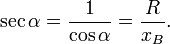 sec α = 1/cos α = R/x_B.